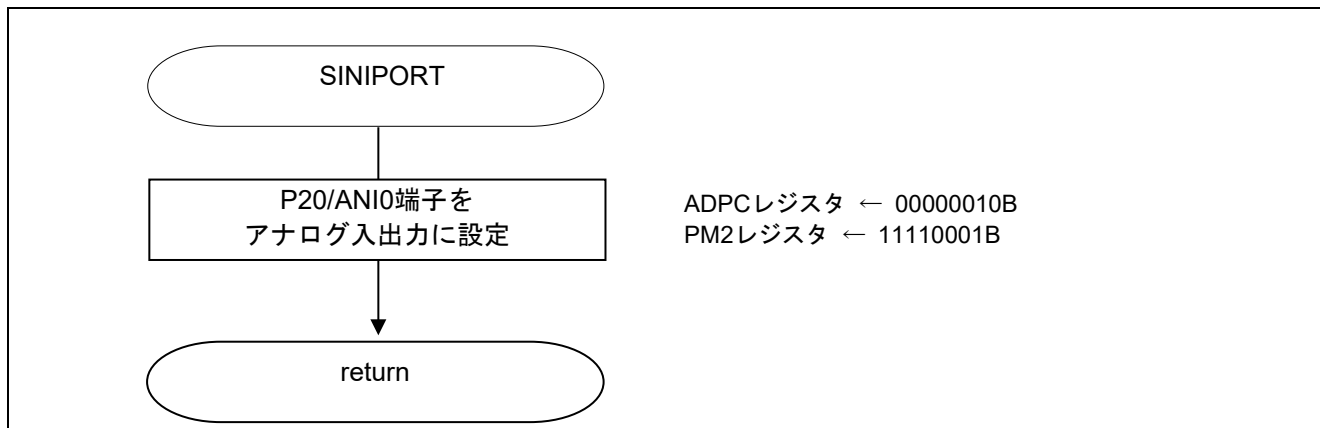 SINIPORT
P20/ANI0端子を
アナログ入出力に設定
ADPCレジスタ ← 00000010B
PM2レジスタ ← 11110001B
return